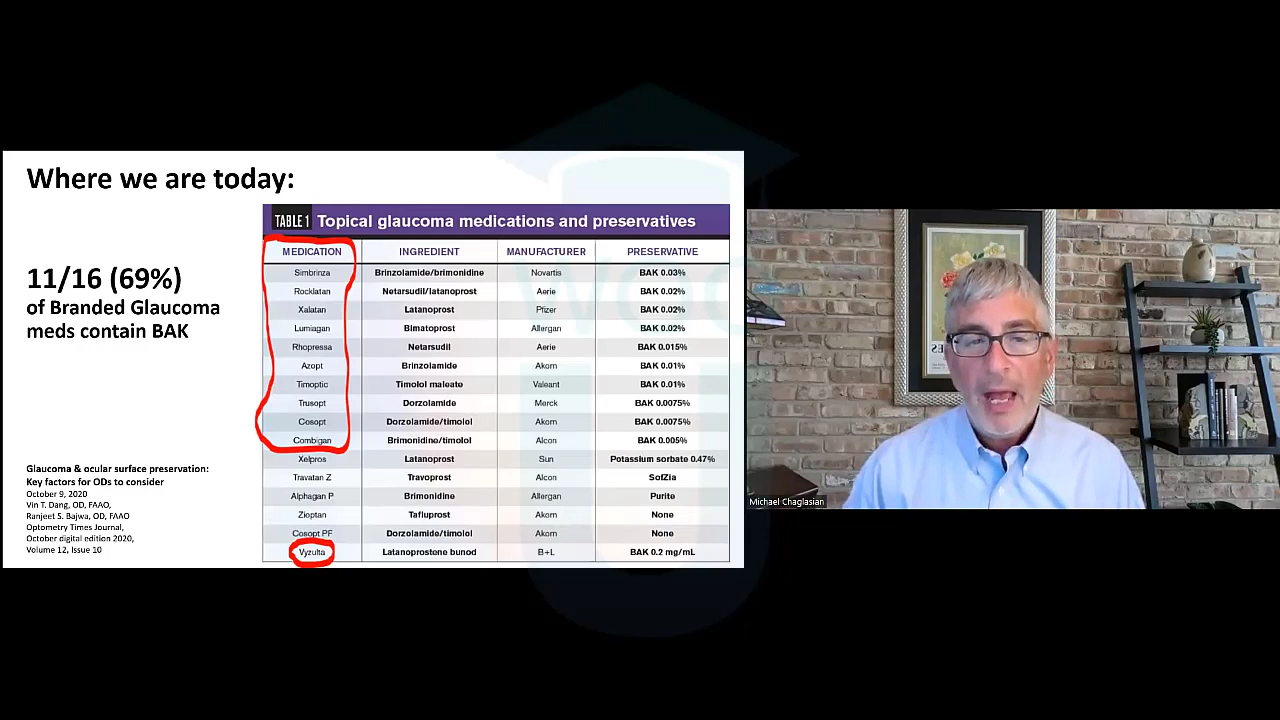 Where we are today:
11/16 (69%)
of Branded Glaucoma
meds contain BAK
Glaucoma & ocular surface preservation:
Key factors for ODs to consider
October 9, 2020
Vin T. Dang, OD, FAAO,
Ranjeet S. Bajwa, OD, FAAO
Optometry Times Journal,
October digital edition 2020,
Volume 12, Issue 10
TABLE 1 Topical glaucoma medications and preservatives
MEDICATION INGREDIENT MANUFACTURER PRESERVATIVE
Simbrinza Brinzolamide/brimonidine Novartis BAK 0.03%
Rocklatan Netarsudil/latanoprost Aerie BAK 0.02%
Xalatan Latanoprost Pfizer BAK 0.02%
Lumiagan Bimatoprost Allergan BAK 0.02%
Rhopressa Netarsudil Aerie BAK 0.015%
Azopt Brinzolamide Akorn BAK 0.01%
Timoptic Timolol maleate Valeant BAK 0.01%
Trusopt Dorzolamide Merck BAK 0.0075%
Cosopt Dorzolamide/timolol Akorn BAK 0.0075%
Combigan Brimonidine/timolol Alcon BAK 0.005%
Xelpros Latanoprost Sun Potassium sorbate 0.47%
Travatan Z Travoprost Alcon SofZia
Alphagan P Brimonidine Allergan Purite
Zioptan Tafluprost Akorn None
Cosopt PF Dorzolamide/timolol Akorn None
Vyzulta Latanoprostene bunod B+L BAK 0.2 mg/mL
Michael Chaglasian